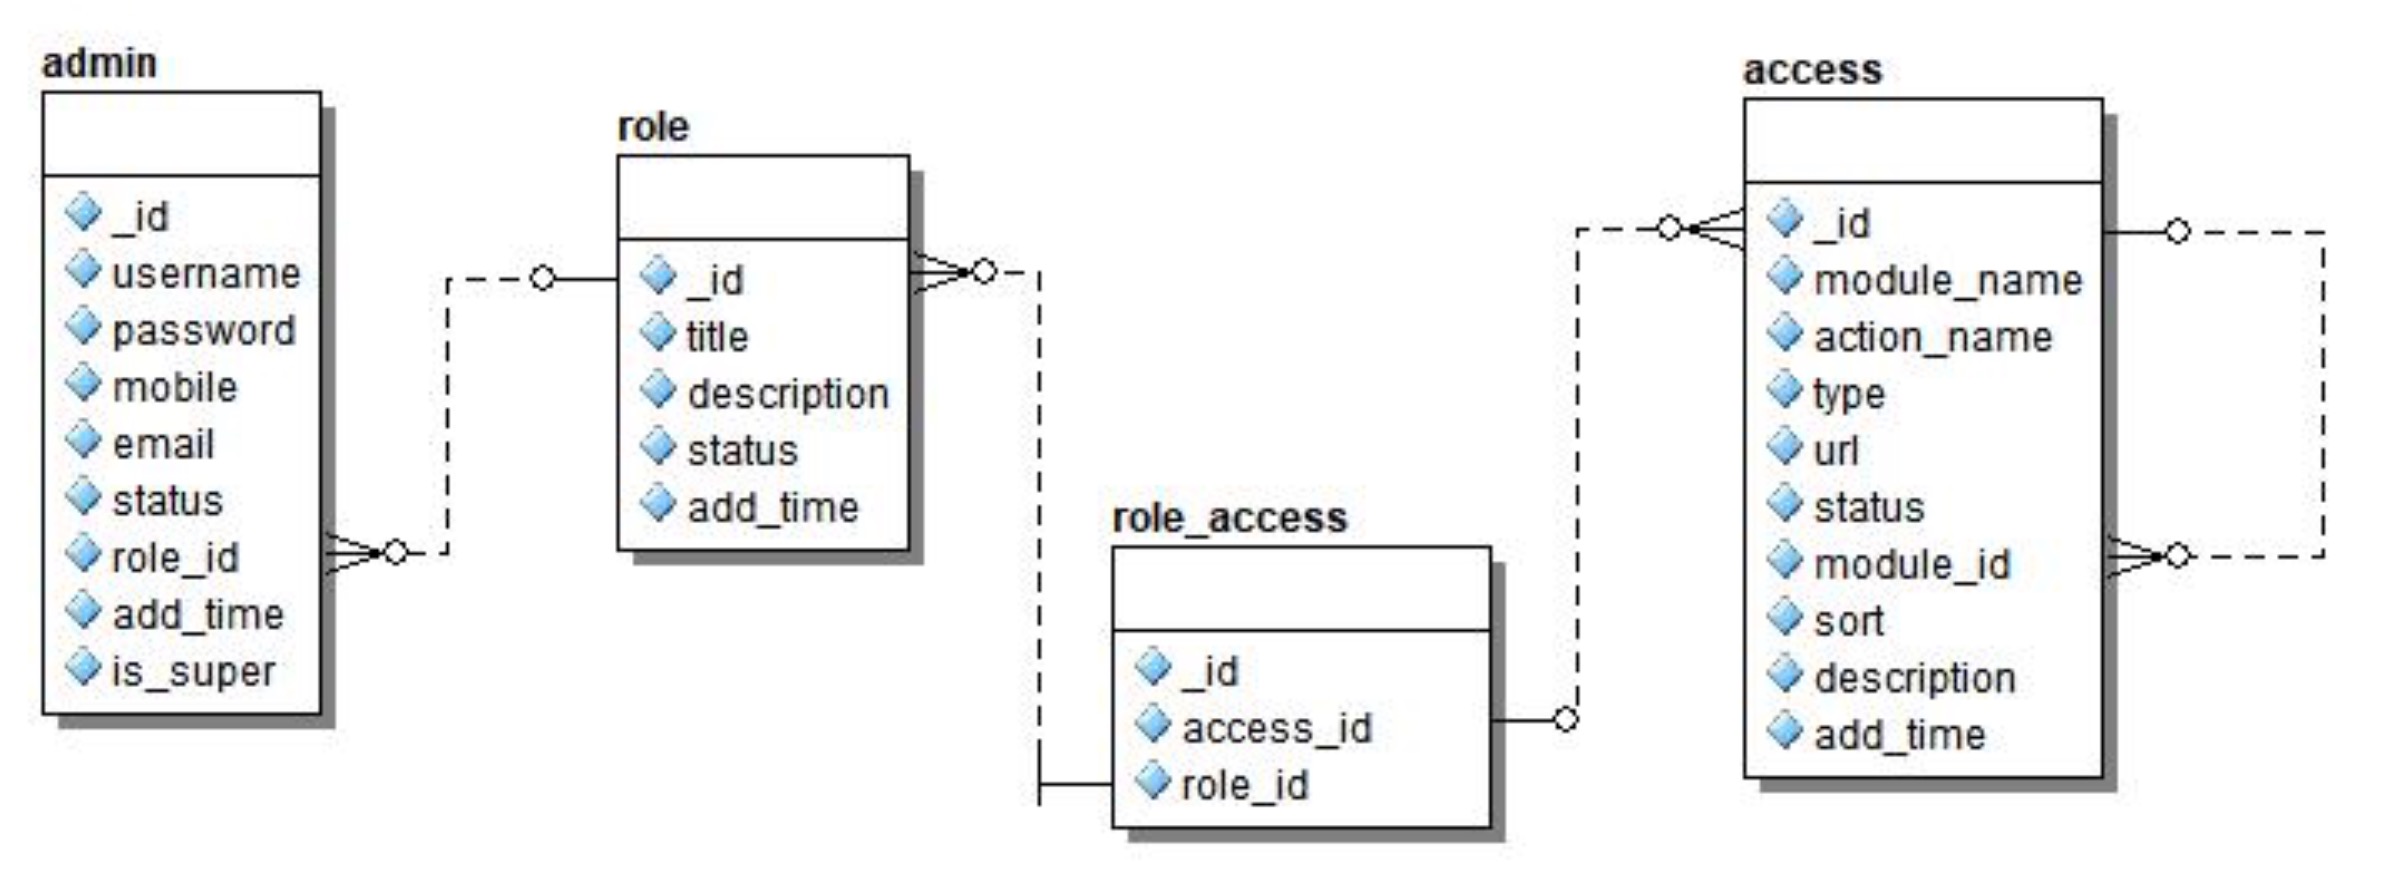 admin
_id
username
password
mobile
email
status
role_id
add_time
is_super
role
_id
title
description
status
add_time
role_access
_id
access_id
role_id
access
_id
module_name
action_name
type
url
status
module_id
sort
description
add_time